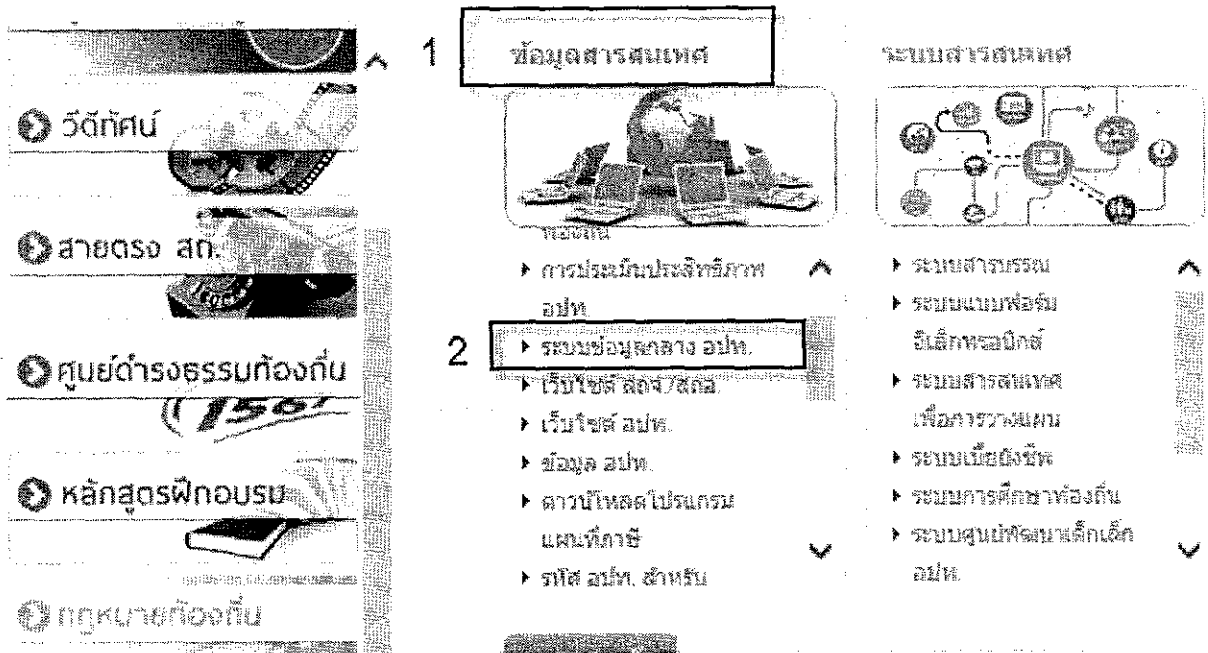 วีดีทัศน์
สายตรง สถ.
ศูนย์ดำรงธรรมท้องถิ่น
หลักสูตรฝึกอบรม
กฎหมายท้องถิ่น
1
ข้อมูลสารสนเทศ
ท้องถิ่น
การประเมินประสิทธิภาพ
อปท.
2
ระบบข้อมูลกลาง อปท.
เว็บไซต์ สถจ./สถอ.
เว็บไซต์ อปท.
ข้อมูล อปท.
ดาวน์โหลดโปรแกรม
แผนที่ภาษี
รหัส อปท. สำหรับ
ระบบสารสนเทศ
ระบบสารบรรณ
ระบบแบบฟอร์ม
อิเล็กทรอนิกส์
ระบบสารสนเทศ
เพื่อการวางแผน
ระบบเบี้ยยังชีพ
ระบบการศึกษาท้องถิ่น
ระบบศูนย์พัฒนาเด็กเล็ก
อปท.